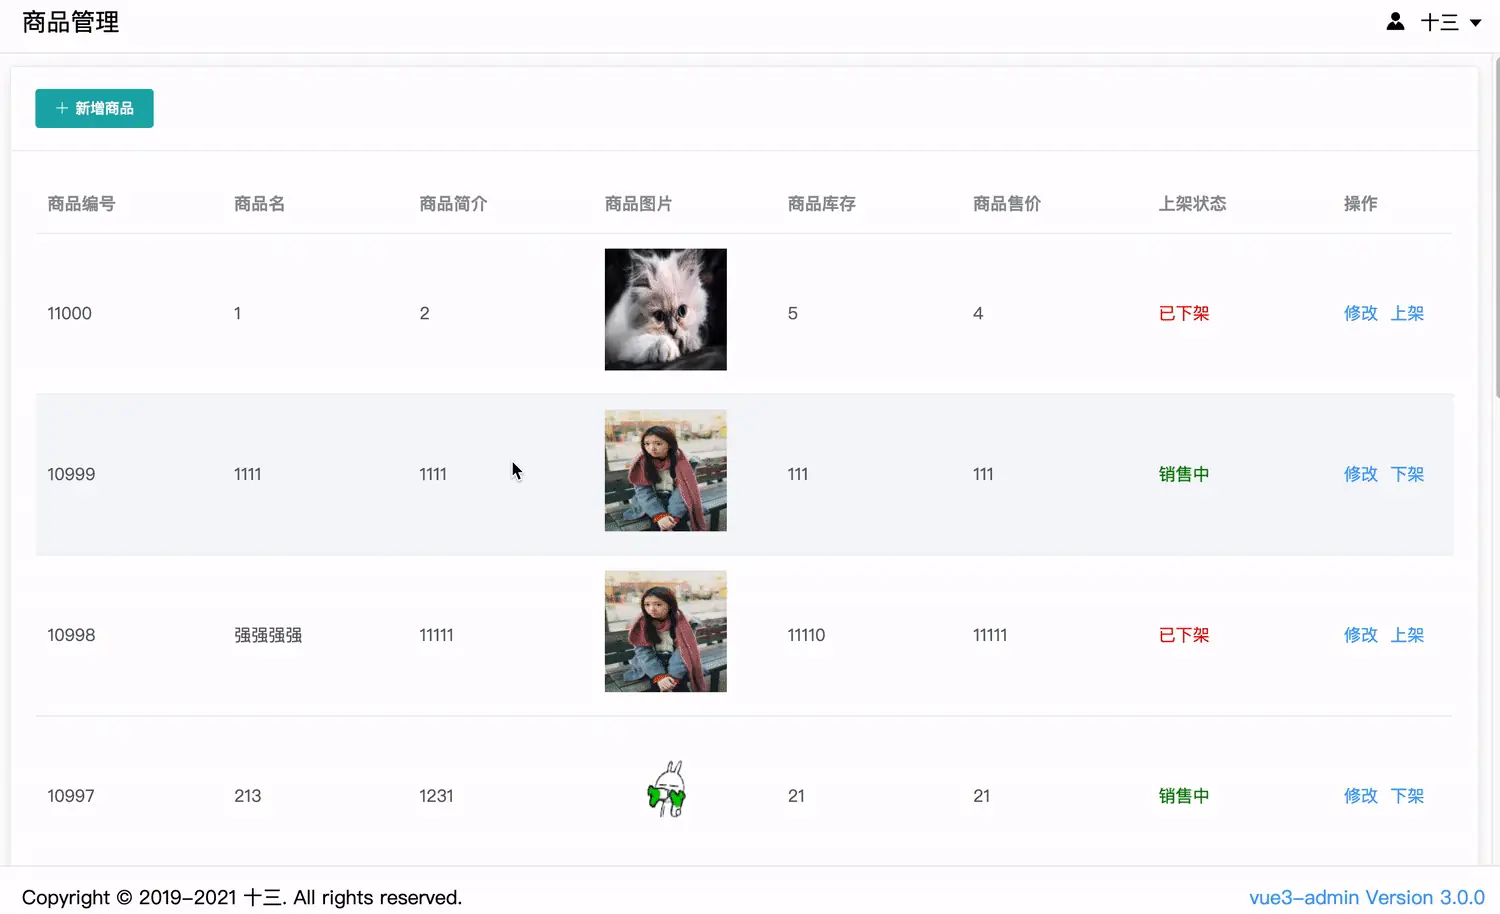 商品管理
十三
+ 新增商品
商品编号 商品名 商品简介 商品图片 商品库存 商品售价 上架状态 操作
11000 1 2 5 4 已下架 修改 上架
10999 1111 1111 111 111 销售中 修改 下架
10998 强强强强 11111 11110 11111 已下架 修改 上架
10997 213 1231 21 21 销售中 修改 下架
Copyright © 2019-2021 十三. All rights reserved.
vue3-admin Version 3.0.0